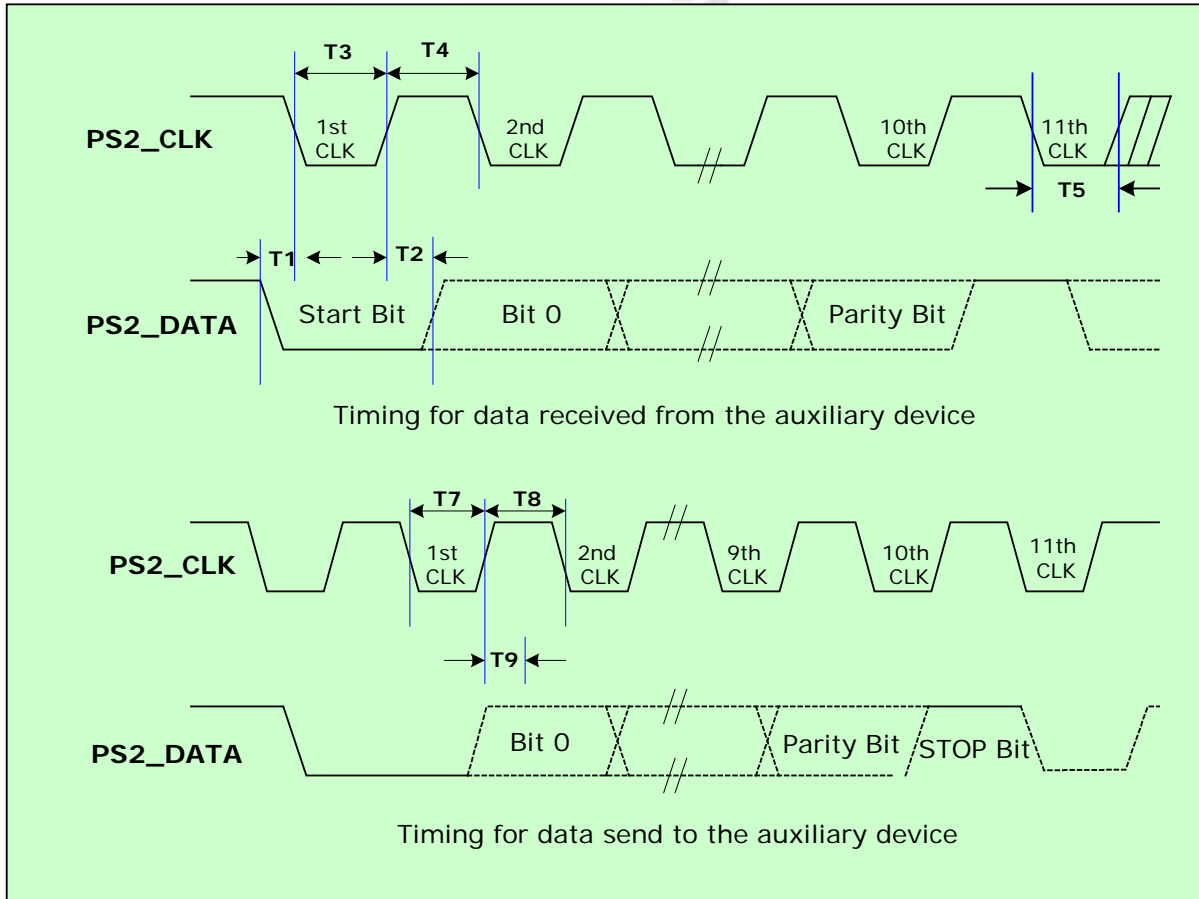 T3 T4
PS2_CLK
1st CLK
2nd CLK
10th CLK
11th CLK
T5
T1 T2
PS2_DATA
Start Bit Bit 0 Parity Bit
Timing for data received from the auxiliary device
T7 T8
PS2_CLK
1st CLK
2nd CLK
9th CLK
10th CLK
11th CLK
T9
PS2_DATA
Bit 0 Parity Bit STOP Bit
Timing for data send to the auxiliary device